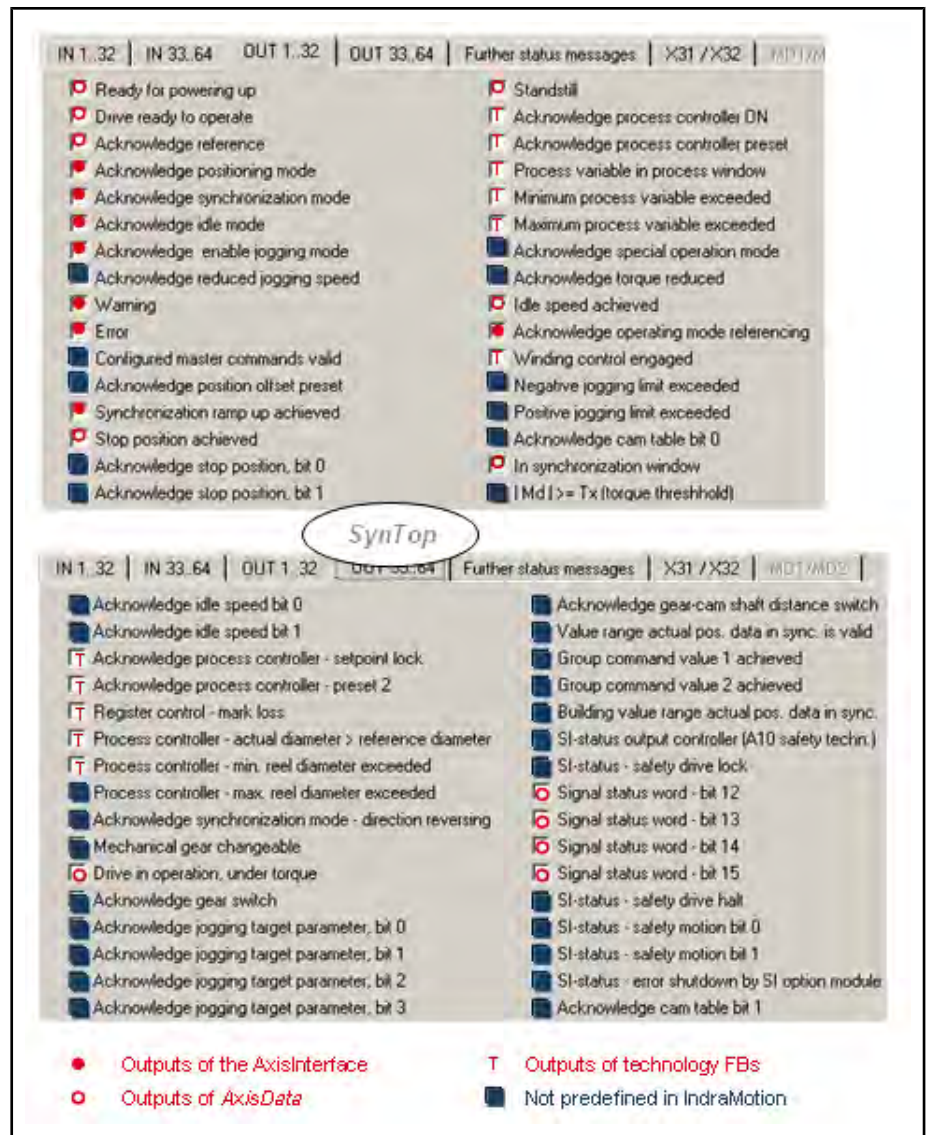 IN 1..32 | IN 33..64 | OUT 1..32 | OUT 33..64 | Further status messages | X31 / X32 | MD1/M
Ready for powering up
Drive ready to operate
Acknowledge reference
Acknowledge positioning mode
Acknowledge synchronization mode
Acknowledge idle mode
Acknowledge enable jogging mode
Acknowledge reduced jogging speed
Warning
Error
Configured master commands valid
Acknowledge position offset preset
Synchronization ramp up achieved
Stop position achieved
Acknowledge stop position, bit 0
Acknowledge stop position, bit 1
Standstill
T Acknowledge process controller ON
T Acknowledge process controller preset
T Process variable in process window
T Minimum process variable exceeded
T Maximum process variable exceeded
Acknowledge special operation mode
Acknowledge torque reduced
Idle speed achieved
Acknowledge operating mode referencing
T Winding control engaged
Negative jogging limit exceeded
Positive jogging limit exceeded
Acknowledge cam table bit 0
In synchronization window
| Md | >= Tx (torque threshhold)
SynTop
IN 1..32 | IN 33..64 | OUT 1..32 | OUT 33..64 | Further status messages | X31 / X32 | MD1/MD2 |
Acknowledge idle speed bit 0
Acknowledge idle speed bit 1
T Acknowledge process controller - setpoint lock
T Acknowledge process controller - preset 2
T Register control - mark loss
T Process controller - actual diameter > reference diameter
T Process controller - min. reel diameter exceeded
Process controller - max. reel diameter exceeded
Acknowledge synchronization mode - direction reversing
Mechanical gear changeable
Drive in operation, under torque
Acknowledge gear switch
Acknowledge jogging target parameter, bit 0
Acknowledge jogging target parameter, bit 1
Acknowledge jogging target parameter, bit 2
Acknowledge jogging target parameter, bit 3
Acknowledge gear-cam shaft distance switch
Value range actual pos. data in sync. is valid
Group command value 1 achieved
Group command value 2 achieved
Building value range actual pos. data in sync.
SI-status output controller (A10 safety techn.)
SI-status - safety drive lock
Signal status word - bit 12
Signal status word - bit 13
Signal status word - bit 14
Signal status word - bit 15
SI-status - safety drive halt
SI-status - safety motion bit 0
SI-status - safety motion bit 1
SI-status - error shutdown by SI option module
Acknowledge cam table bit 1
Outputs of the AxisInterface
Outputs of AxisData
T Outputs of technology FBs
Not predefined in IndraMotion